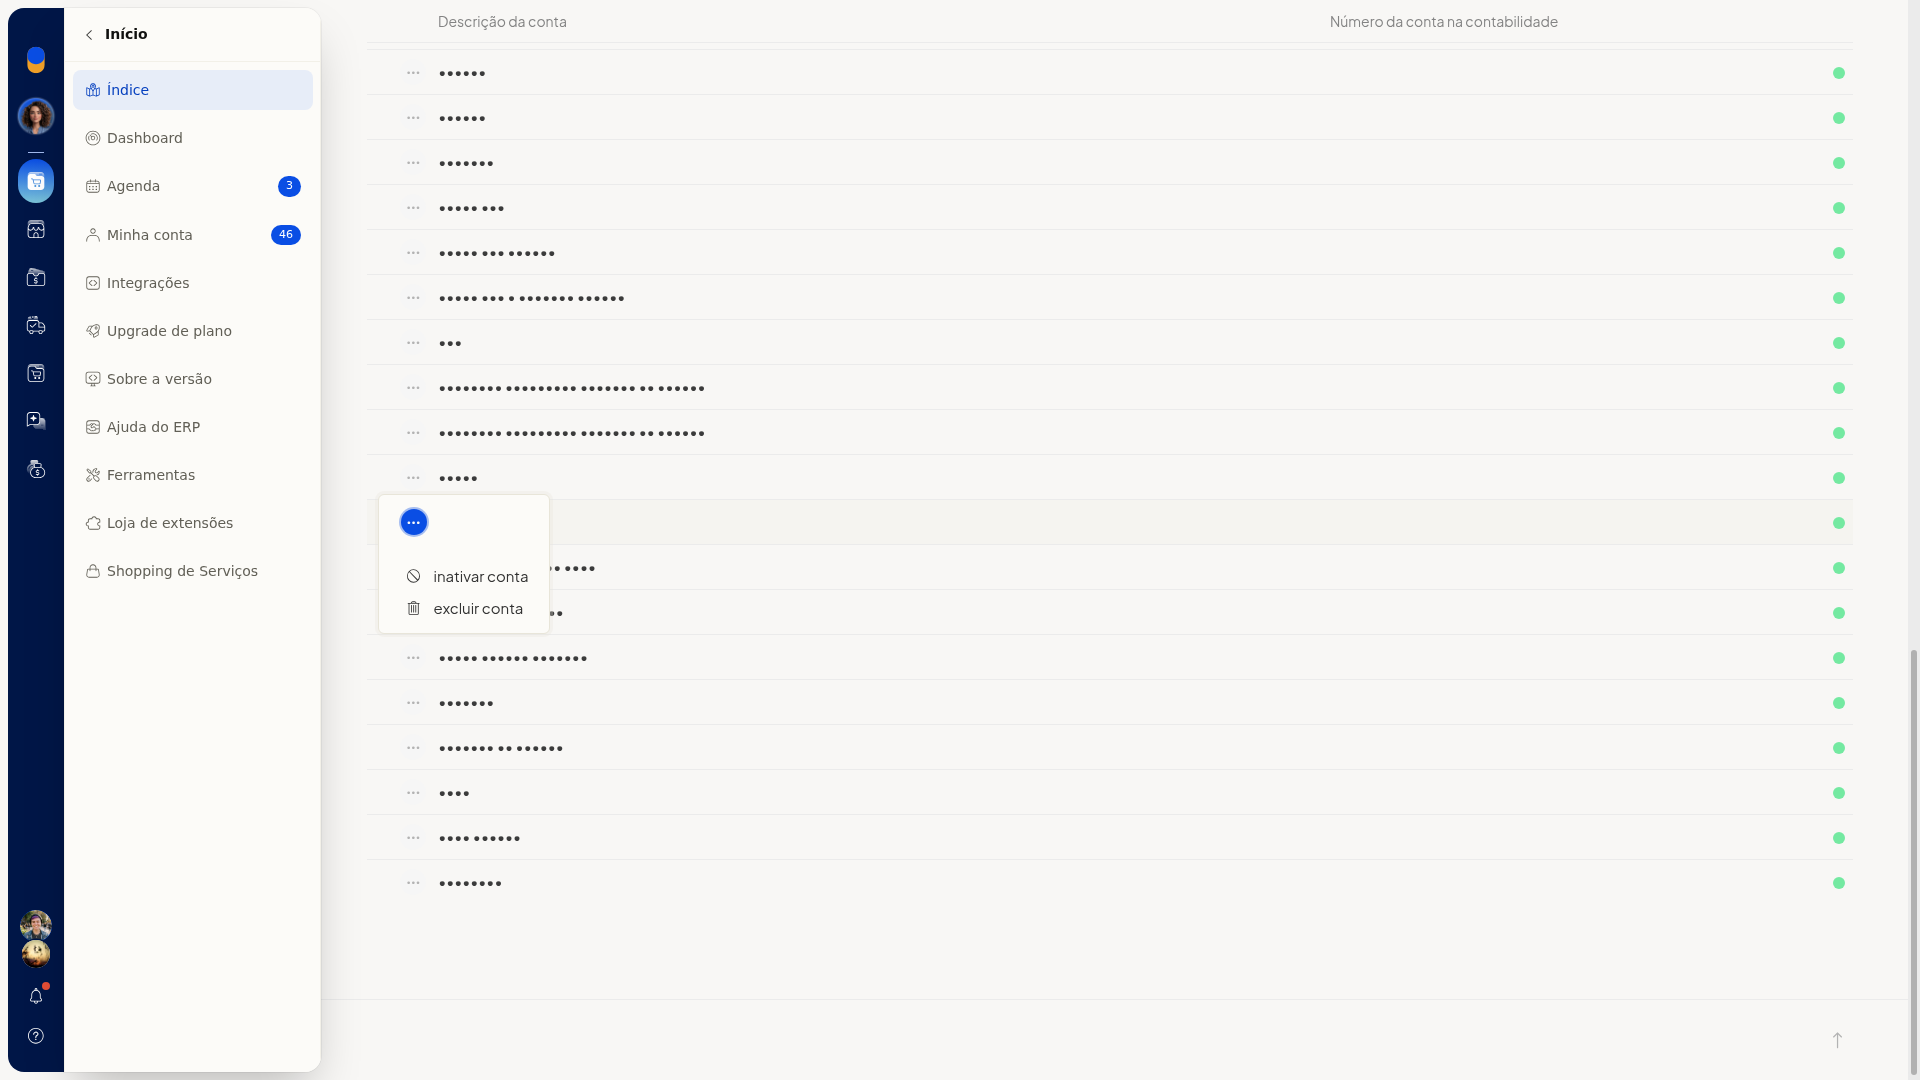 Início
Índice
Dashboard
Agenda 3
Minha conta 46
Integrações
Upgrade de plano
Sobre a versão
Ajuda do ERP
Ferramentas
Loja de extensões
Shopping de Serviços
Descrição da conta Número da conta na contabilidade
••••••
••••••
•••••••
••••• •••
••••• ••• ••••••
••••• ••• • ••••••• ••••••
•••
•••••••• ••••••••• ••••••• •• ••••••
•••••••• ••••••••• ••••••• •• ••••••
•••••
inativar conta
excluir conta
••••• •••••• •••••••
•••••••
••••••• •• ••••••
••••
•••• ••••••
••••••••